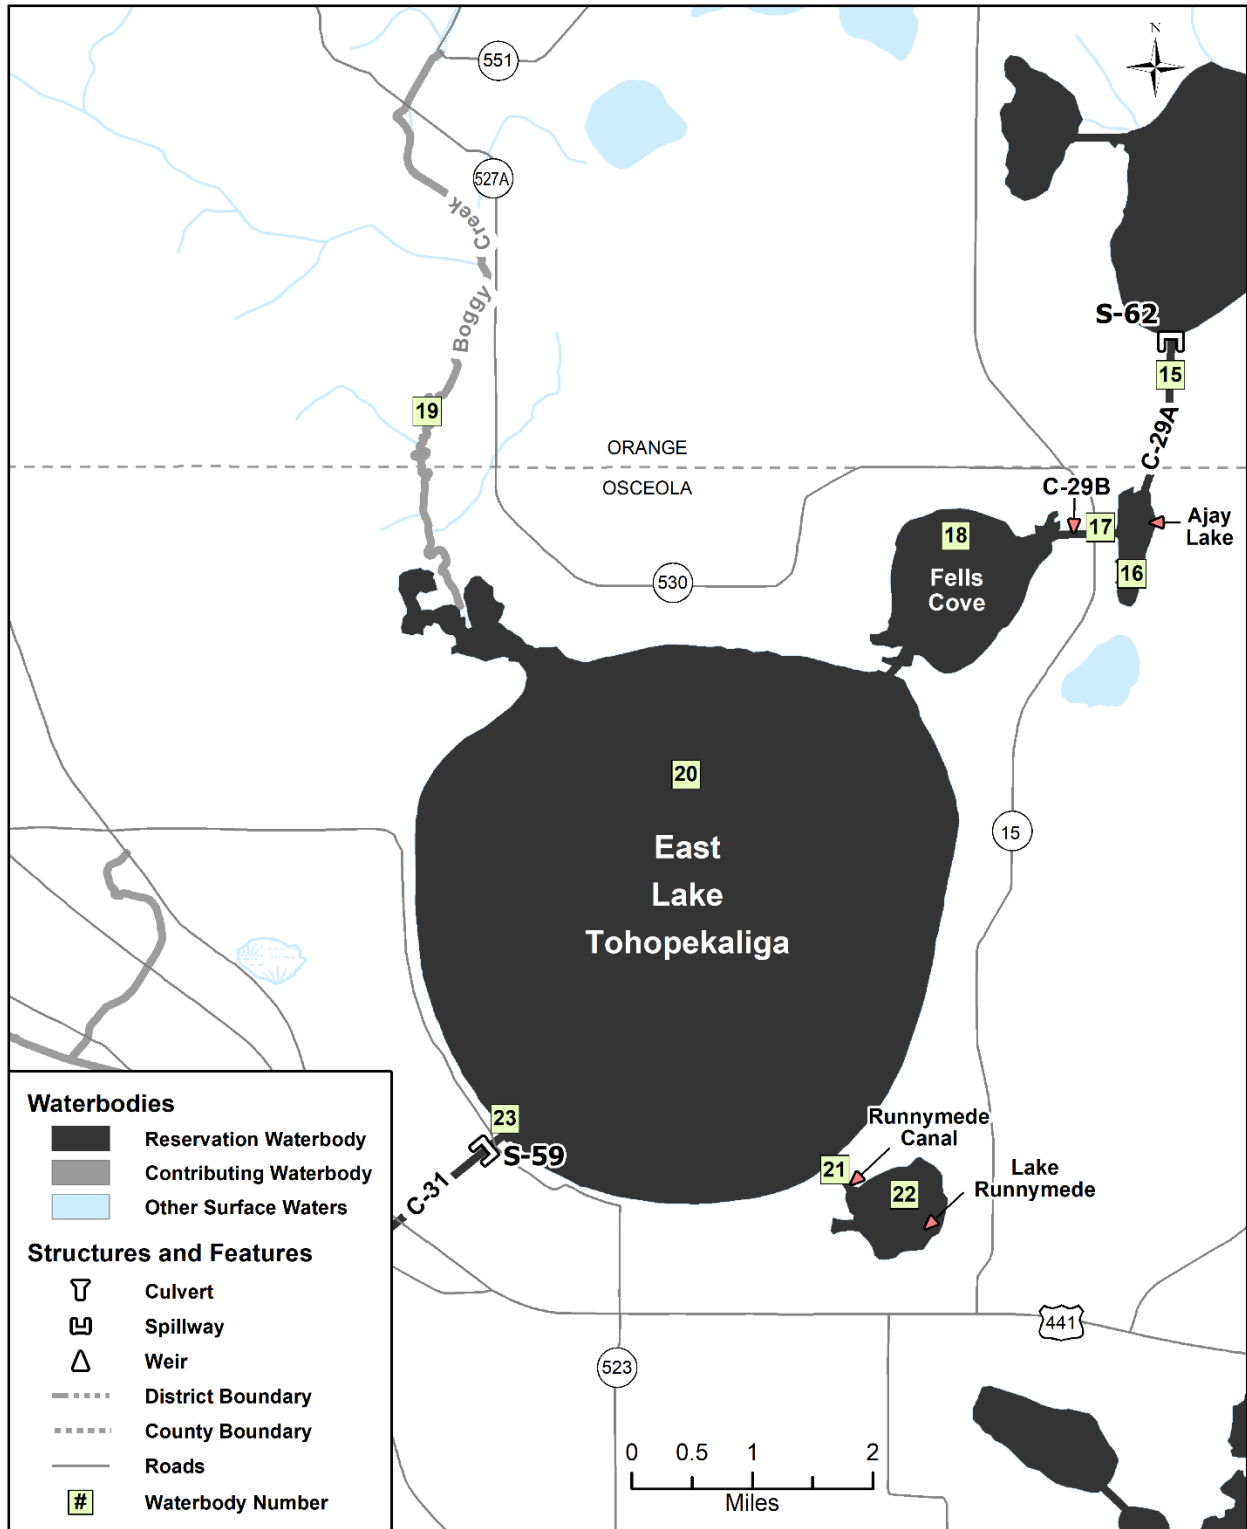 551
N
527A
Boggy Creek
S-62
15
19
C-29A
ORANGE
OSCEOLA
C-29B
17
18
Ajay
Lake
16
Fells
Cove
530
20
15
East
Lake
Tohopekaliga
23
Runnymede
Canal
S-59
21
Lake
Runnymede
22
C-31
441
523
0 0.5 1 2
Miles
Waterbodies
Reservation Waterbody
Contributing Waterbody
Other Surface Waters
Structures and Features
Culvert
Spillway
Weir
District Boundary
County Boundary
Roads
# Waterbody Number